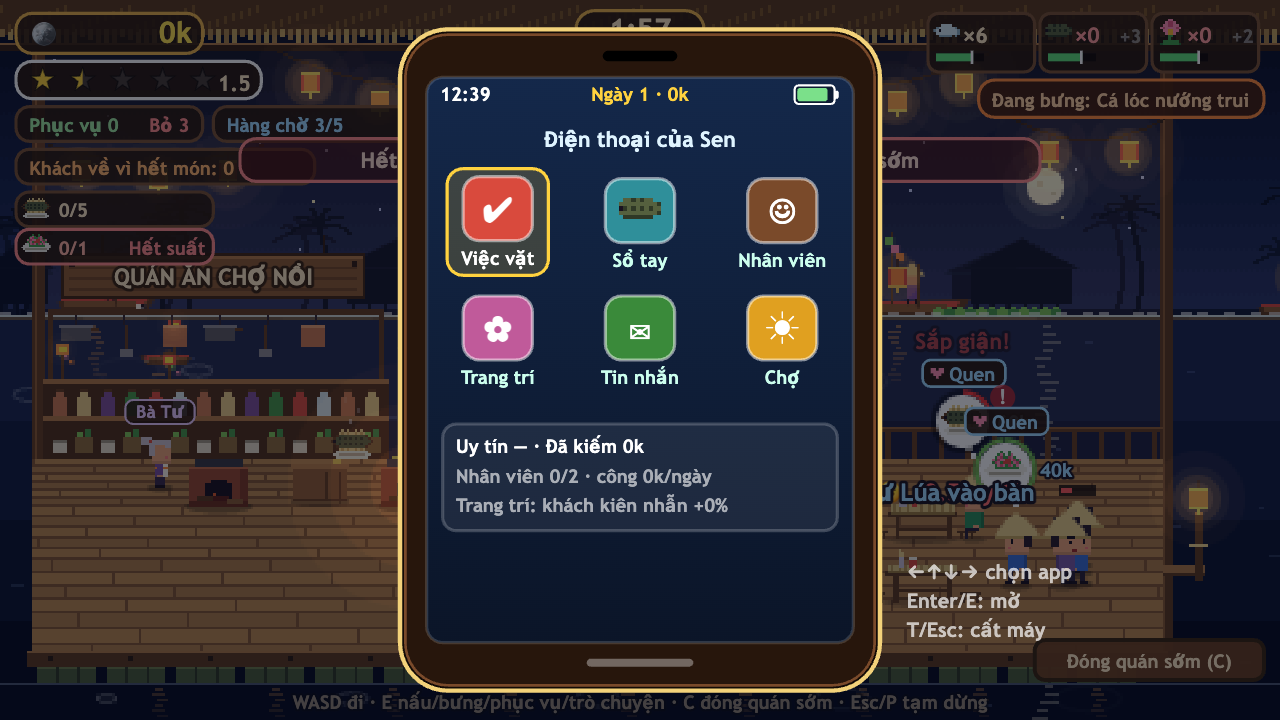 0k
1:57
×6
×0 +3
×0 +2
1.5
Đang bưng: Cá lóc nướng trui
Phục vụ 0 Bỏ 3
Hàng chờ 3/5
Khách về vì hết món: 0
Hết
sớm
0/5
0/1 Hết suất
QUÁN ĂN CHỢ NỔI
Bà Tư
12:39
Ngày 1 · 0k
Điện thoại của Sen
Việc vặt
Sổ tay
Nhân viên
Trang trí
Tin nhắn
Chợ
Uy tín — · Đã kiếm 0k
Nhân viên 0/2 · công 0k/ngày
Trang trí: khách kiên nhẫn +0%
Sắp giận!
Quen
!
Quen
40k
Lúa vào bàn
←↑↓→ chọn app
Enter/E: mở
T/Esc: cất máy
Đóng quán sớm (C)
WASD đi · E nấu/bưng/phục vụ/trò chuyện · C đóng quán sớm · Esc/P tạm dừng